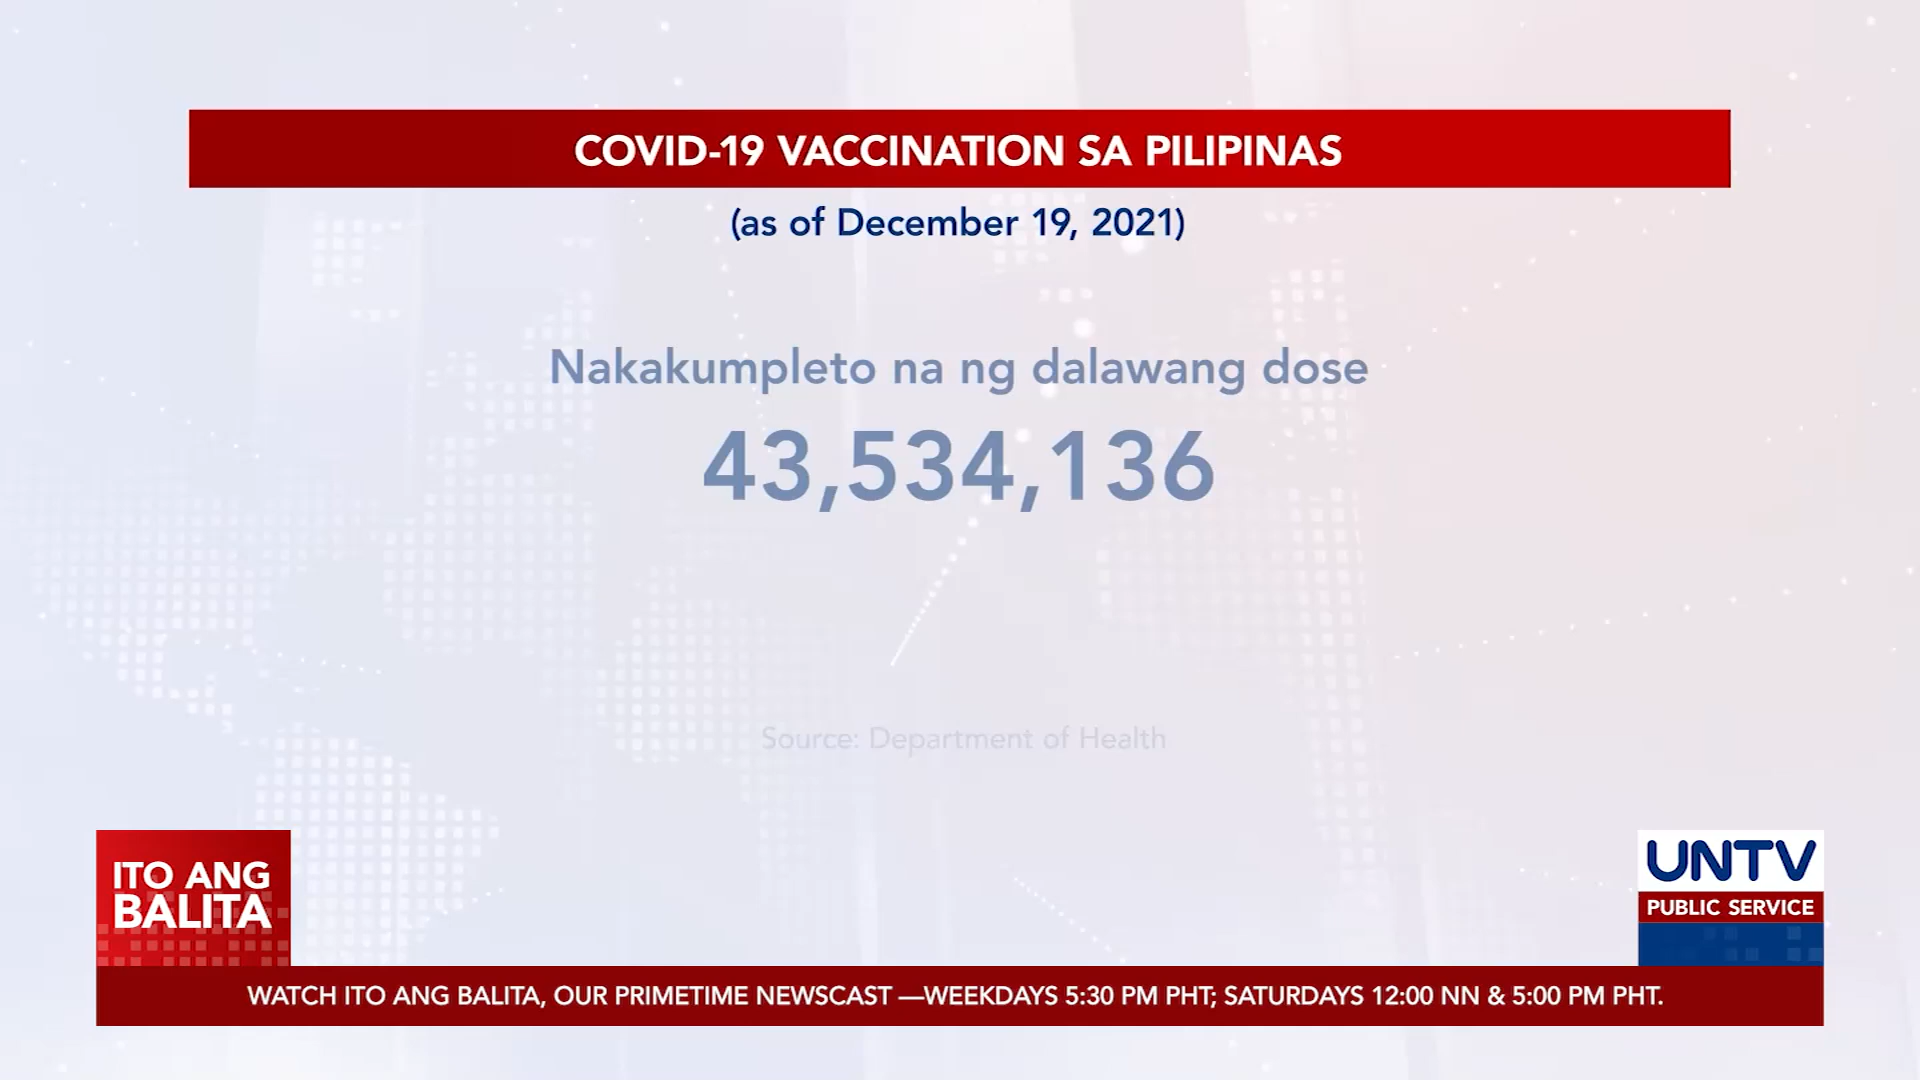 COVID-19 VACCINATION SA PILIPINAS
(as of December 19, 2021)
Nakakumpleto na ng dalawang dose
43,534,136
Source: Department of Health
ITO ANG
BALITA
UNTV
PUBLIC SERVICE
WATCH ITO ANG BALITA, OUR PRIMETIME NEWSCAST —WEEKDAYS 5:30 PM PHT; SATURDAYS 12:00 NN & 5:00 PM PHT.